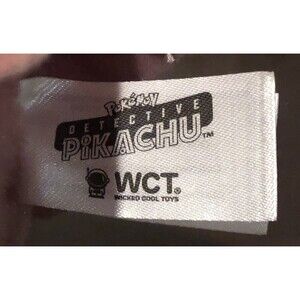 POKéMON
DETECTIVE
PIKACHU™
WCT®
WICKED COOL TOYS